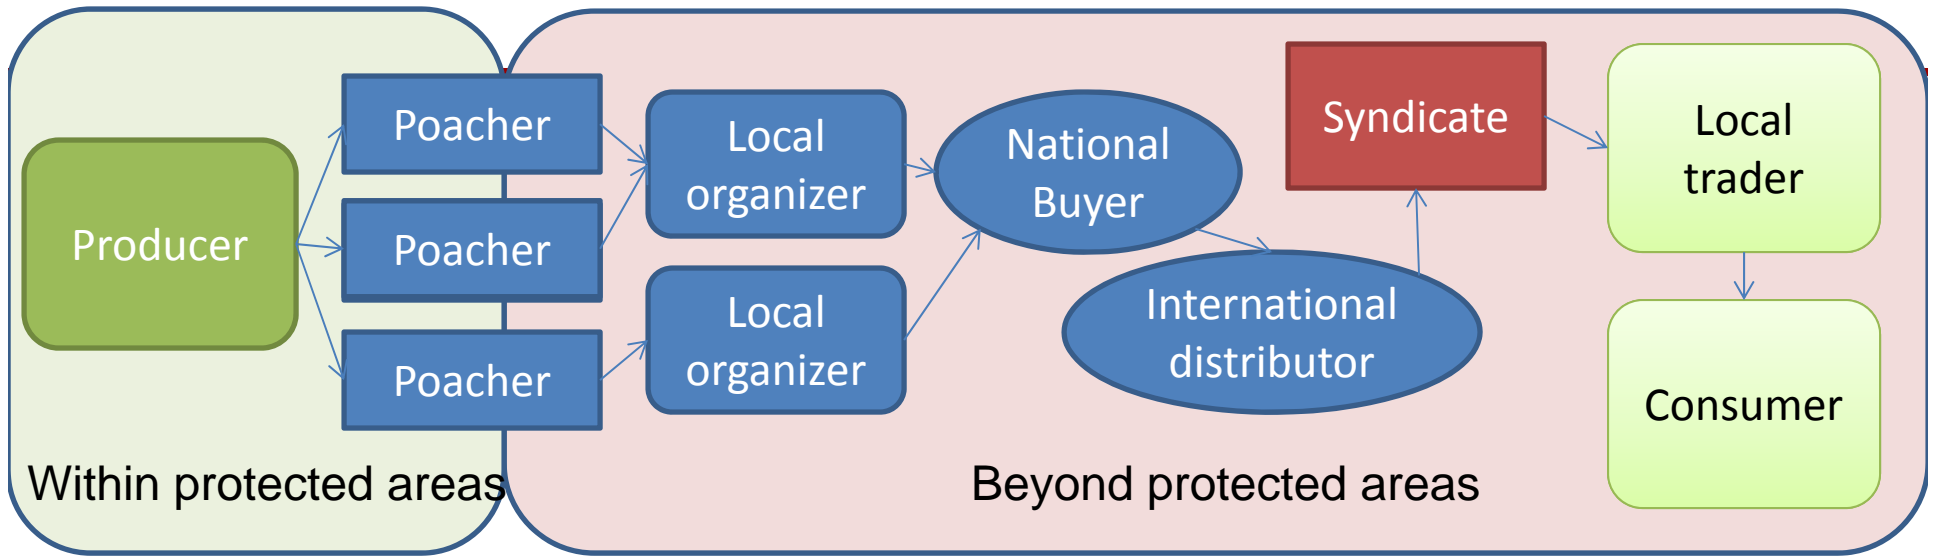 Producer
Poacher
Poacher
Poacher
Local
organizer
Local
organizer
National
Buyer
International
distributor
Syndicate
Local
trader
Consumer
Within protected areas
Beyond protected areas